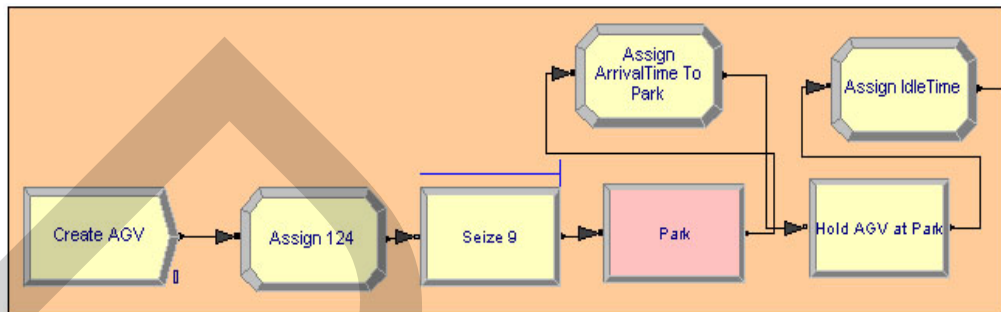 Assign
ArrivalTime To
Park
Assign IdleTime
Create AGV
Assign 124
Seize 9
Park
Hold AGV at Park